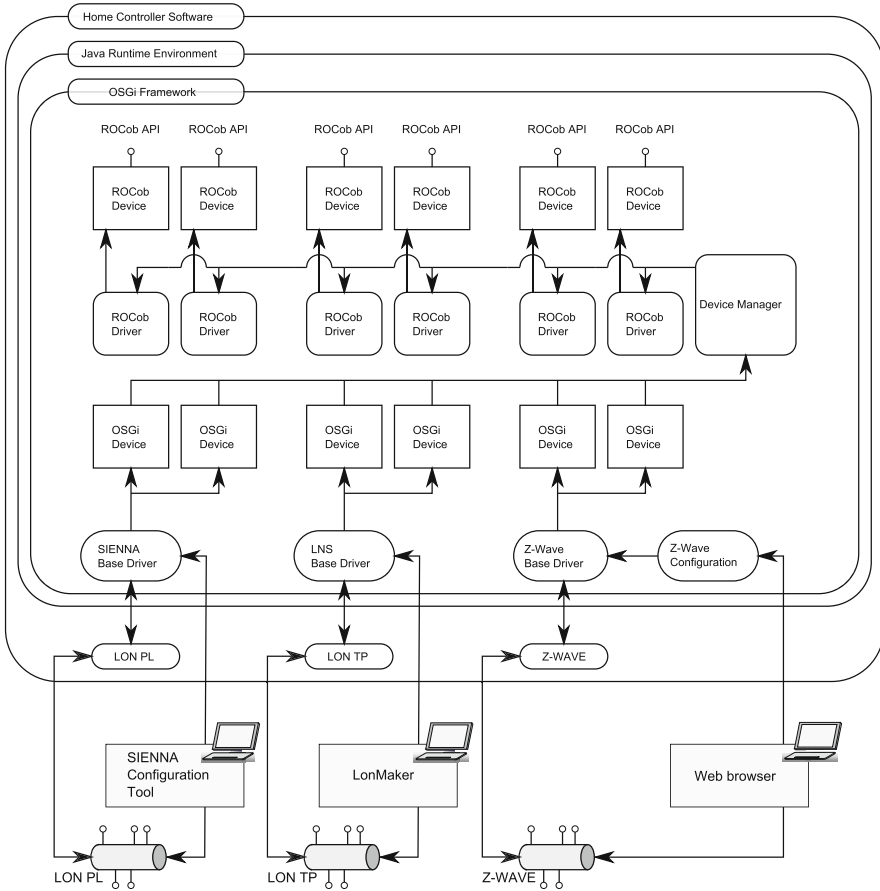 Home Controller Software
Java Runtime Environment
OSGi Framework
ROCob API
ROCob API
ROCob API
ROCob API
ROCob API
ROCob API
ROCob
Device
ROCob
Device
ROCob
Device
ROCob
Device
ROCob
Device
ROCob
Device
ROCob
Driver
ROCob
Driver
ROCob
Driver
ROCob
Driver
ROCob
Driver
ROCob
Driver
Device Manager
OSGi
Device
OSGi
Device
OSGi
Device
OSGi
Device
OSGi
Device
OSGi
Device
SIENNA
Base Driver
LNS
Base Driver
Z-Wave
Base Driver
Z-Wave
Configuration
LON PL
LON TP
Z-WAVE
SIENNA
Configuration
Tool
LonMaker
Web browser
LON PL
LON TP
Z-WAVE